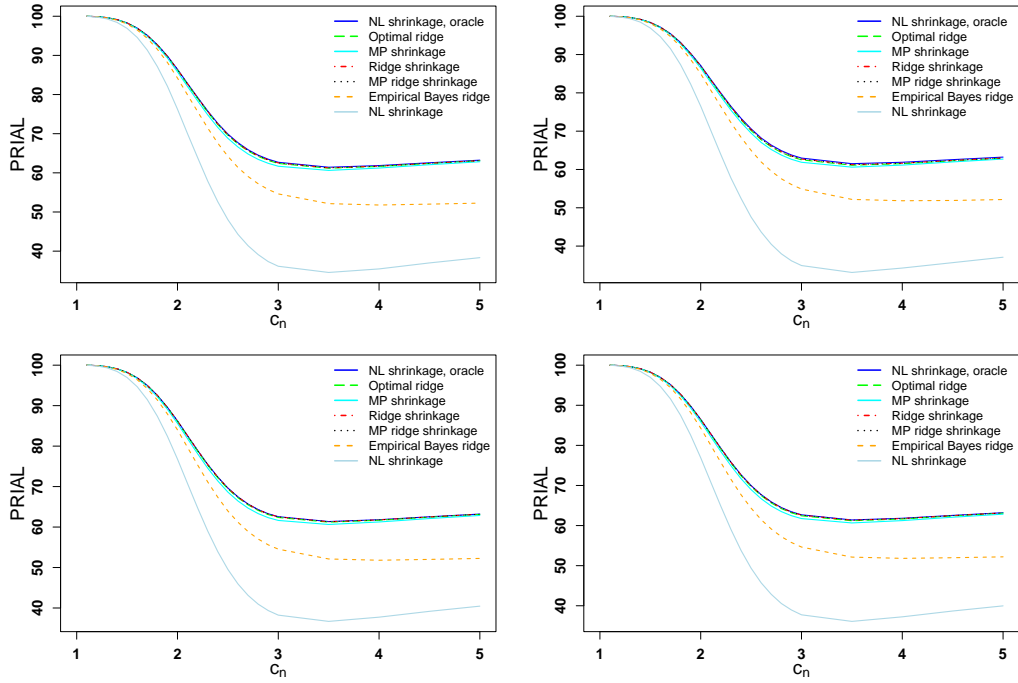 100
90
80
70
60
50
40
PRIAL
NL shrinkage, oracle
Optimal ridge
MP shrinkage
Ridge shrinkage
MP ridge shrinkage
Empirical Bayes ridge
NL shrinkage
1 2 3 4 5
cn
100
90
80
70
60
50
40
PRIAL
NL shrinkage, oracle
Optimal ridge
MP shrinkage
Ridge shrinkage
MP ridge shrinkage
Empirical Bayes ridge
NL shrinkage
1 2 3 4 5
cn
100
90
80
70
60
50
40
PRIAL
NL shrinkage, oracle
Optimal ridge
MP shrinkage
Ridge shrinkage
MP ridge shrinkage
Empirical Bayes ridge
NL shrinkage
1 2 3 4 5
cn
100
90
80
70
60
50
40
PRIAL
NL shrinkage, oracle
Optimal ridge
MP shrinkage
Ridge shrinkage
MP ridge shrinkage
Empirical Bayes ridge
NL shrinkage
1 2 3 4 5
cn